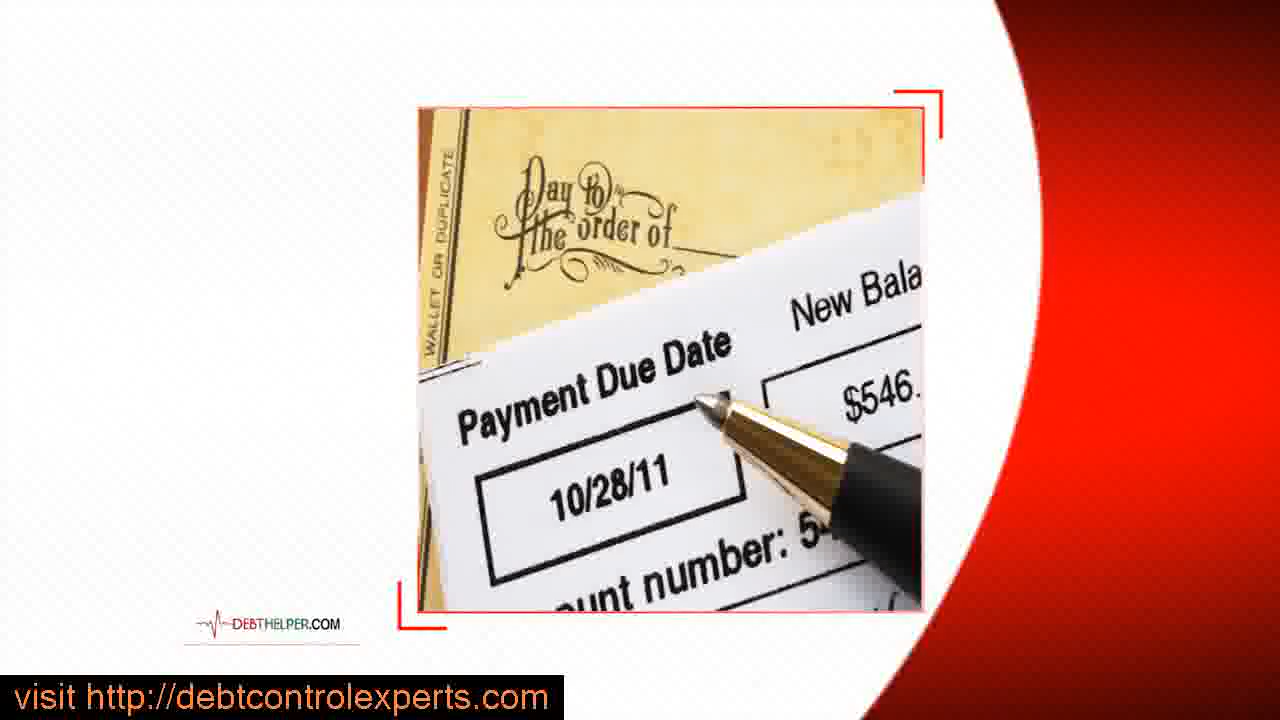 WALLET OR DUPLICATE
Pay to
the order of
New Bala
Payment Due Date
$546.
10/28/11
ount number: 5
DEBTHELPER.COM
visit http://debtcontrolexperts.com